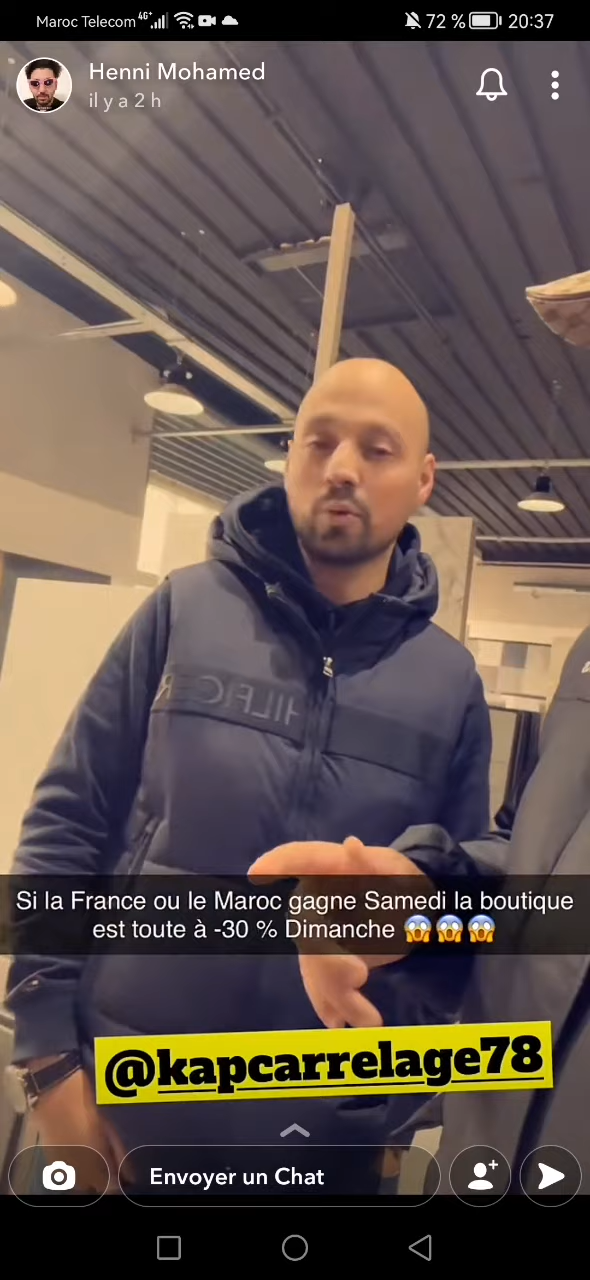 Maroc Telecom 4G+ 72 % 20:37
Henni Mohamed
il y a 2 h
Si la France ou le Maroc gagne Samedi la boutique
est toute à -30 % Dimanche 😱😱😱
@kapcarrelage78
Envoyer un Chat